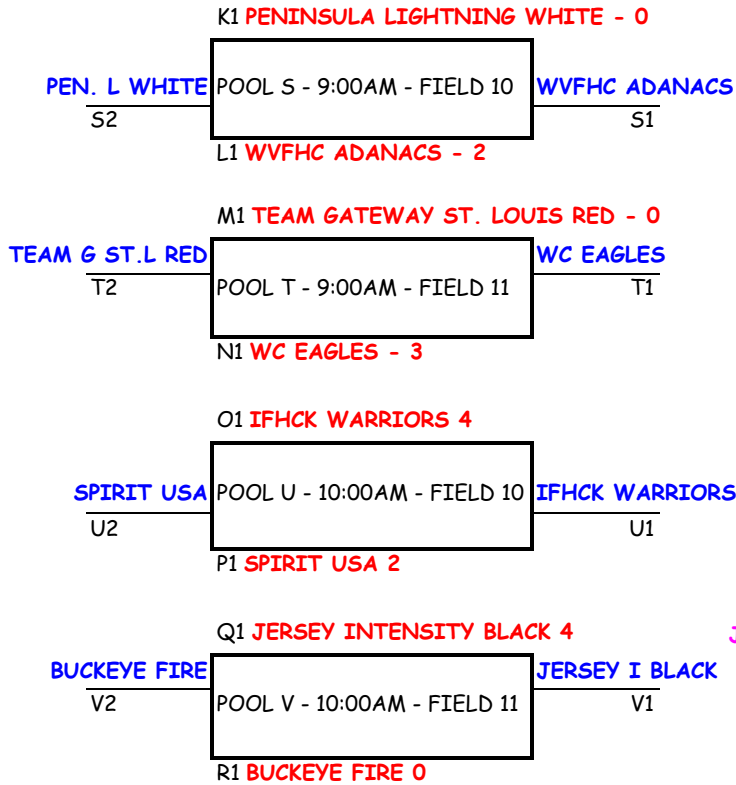 K1 PENINSULA LIGHTNING WHITE - 0
PEN. L WHITE POOL S - 9:00AM - FIELD 10 WVFHC ADANACS
S2 S1
L1 WVFHC ADANACS - 2
M1 TEAM GATEWAY ST. LOUIS RED - 0
TEAM G ST.L RED WC EAGLES
T2 POOL T - 9:00AM - FIELD 11 T1
N1 WC EAGLES - 3
O1 IFHCK WARRIORS 4
SPIRIT USA POOL U - 10:00AM - FIELD 10 IFHCK WARRIORS
U2 U1
P1 SPIRIT USA 2
Q1 JERSEY INTENSITY BLACK 4
BUCKEYE FIRE JERSEY I BLACK
V2 POOL V - 10:00AM - FIELD 11 V1
R1 BUCKEYE FIRE 0